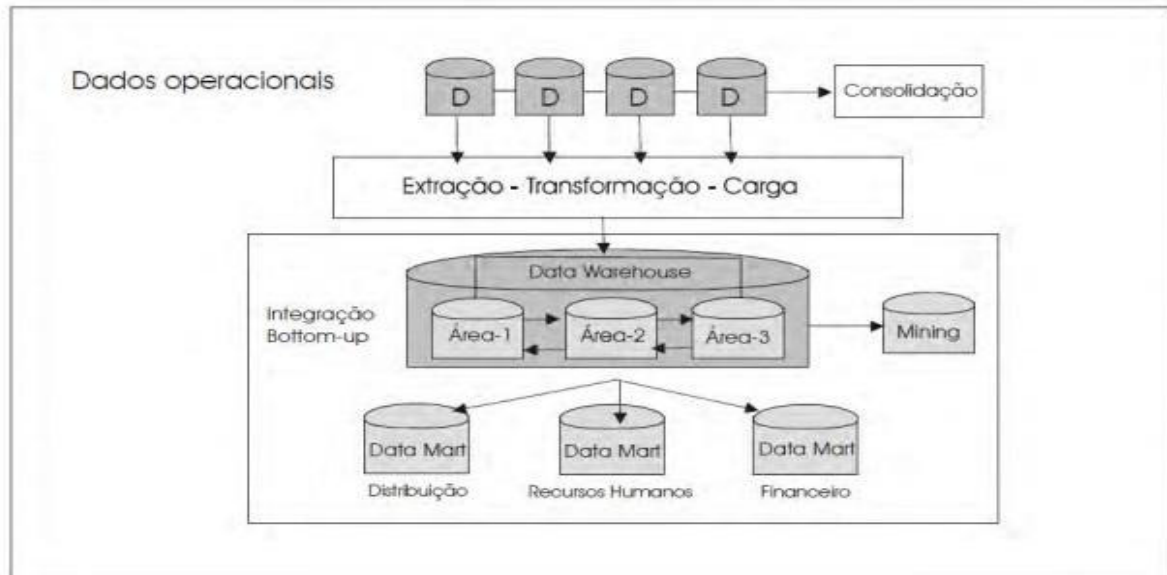 Dados operacionais
D D D D
Consolidação
Extração - Transformação - Carga
Data Warehouse
Integração
Bottom-up
Área-1 Área-2 Área-3
Mining
Data Mart Data Mart Data Mart
Distribuição Recursos Humanos Financeiro